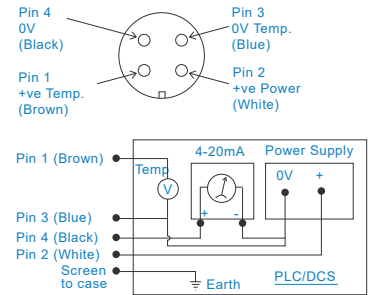 Pin 4
0V
(Black)
Pin 3
0V Temp.
(Blue)
Pin 1
+ve Temp.
(Brown)
Pin 2
+ve Power
(White)
Pin 1 (Brown)
Temp
V
4-20mA
+ -
Power Supply
0V +
Pin 3 (Blue)
Pin 4 (Black)
Pin 2 (White)
Screen
to case
Earth
PLC/DCS